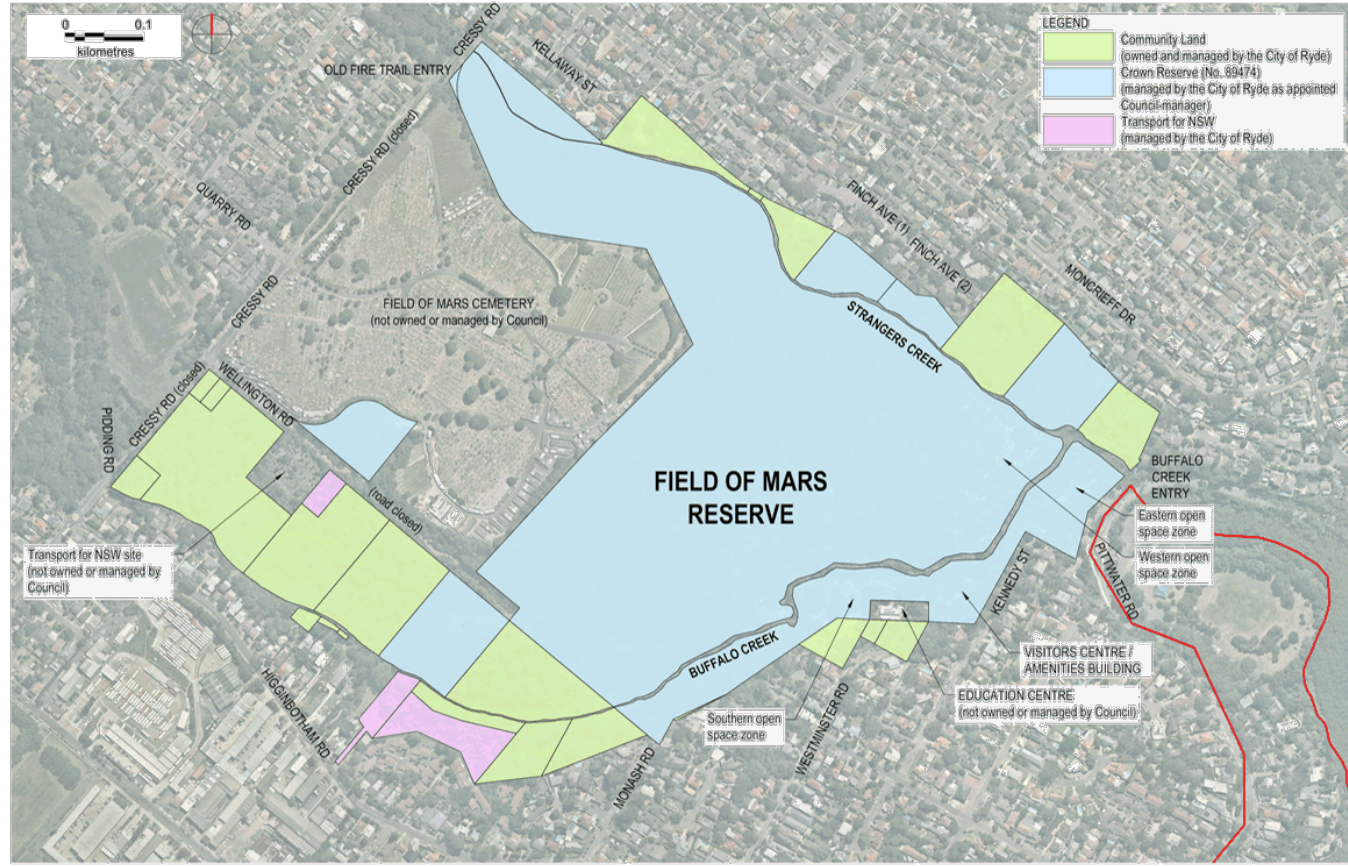 0 0.1
kilometres
LEGEND
Community Land
(owned and managed by the City of Ryde)
Crown Reserve (No. 89474)
(managed by the City of Ryde as appointed
Council-manager)
Transport for NSW
(managed by the City of Ryde)
CRESSY RD
KELLAWAY ST
OLD FIRE TRAIL ENTRY
CRESSY RD (closed)
QUARRY RD
FINCH AVE (1)
FINCH AVE (2)
MONCRIEFF DR
CRESSY RD
FIELD OF MARS CEMETERY
(not owned or managed by Council)
STRANGERS CREEK
WELLINGTON RD
CRESSY RD (closed)
PIDDING RD
(road closed)
FIELD OF MARS
RESERVE
BUFFALO
CREEK
ENTRY
Eastern open
space zone
Western open
space zone
PITTWATER RD
KENNEDY ST
Transport for NSW site
(not owned or managed by
Council)
BUFFALO CREEK
VISITORS CENTRE /
AMENITIES BUILDING
EDUCATION CENTRE
(not owned or managed by Council)
HIGGINBOTHAM RD
Southern open
space zone
WESTMINSTER RD
MONASH RD